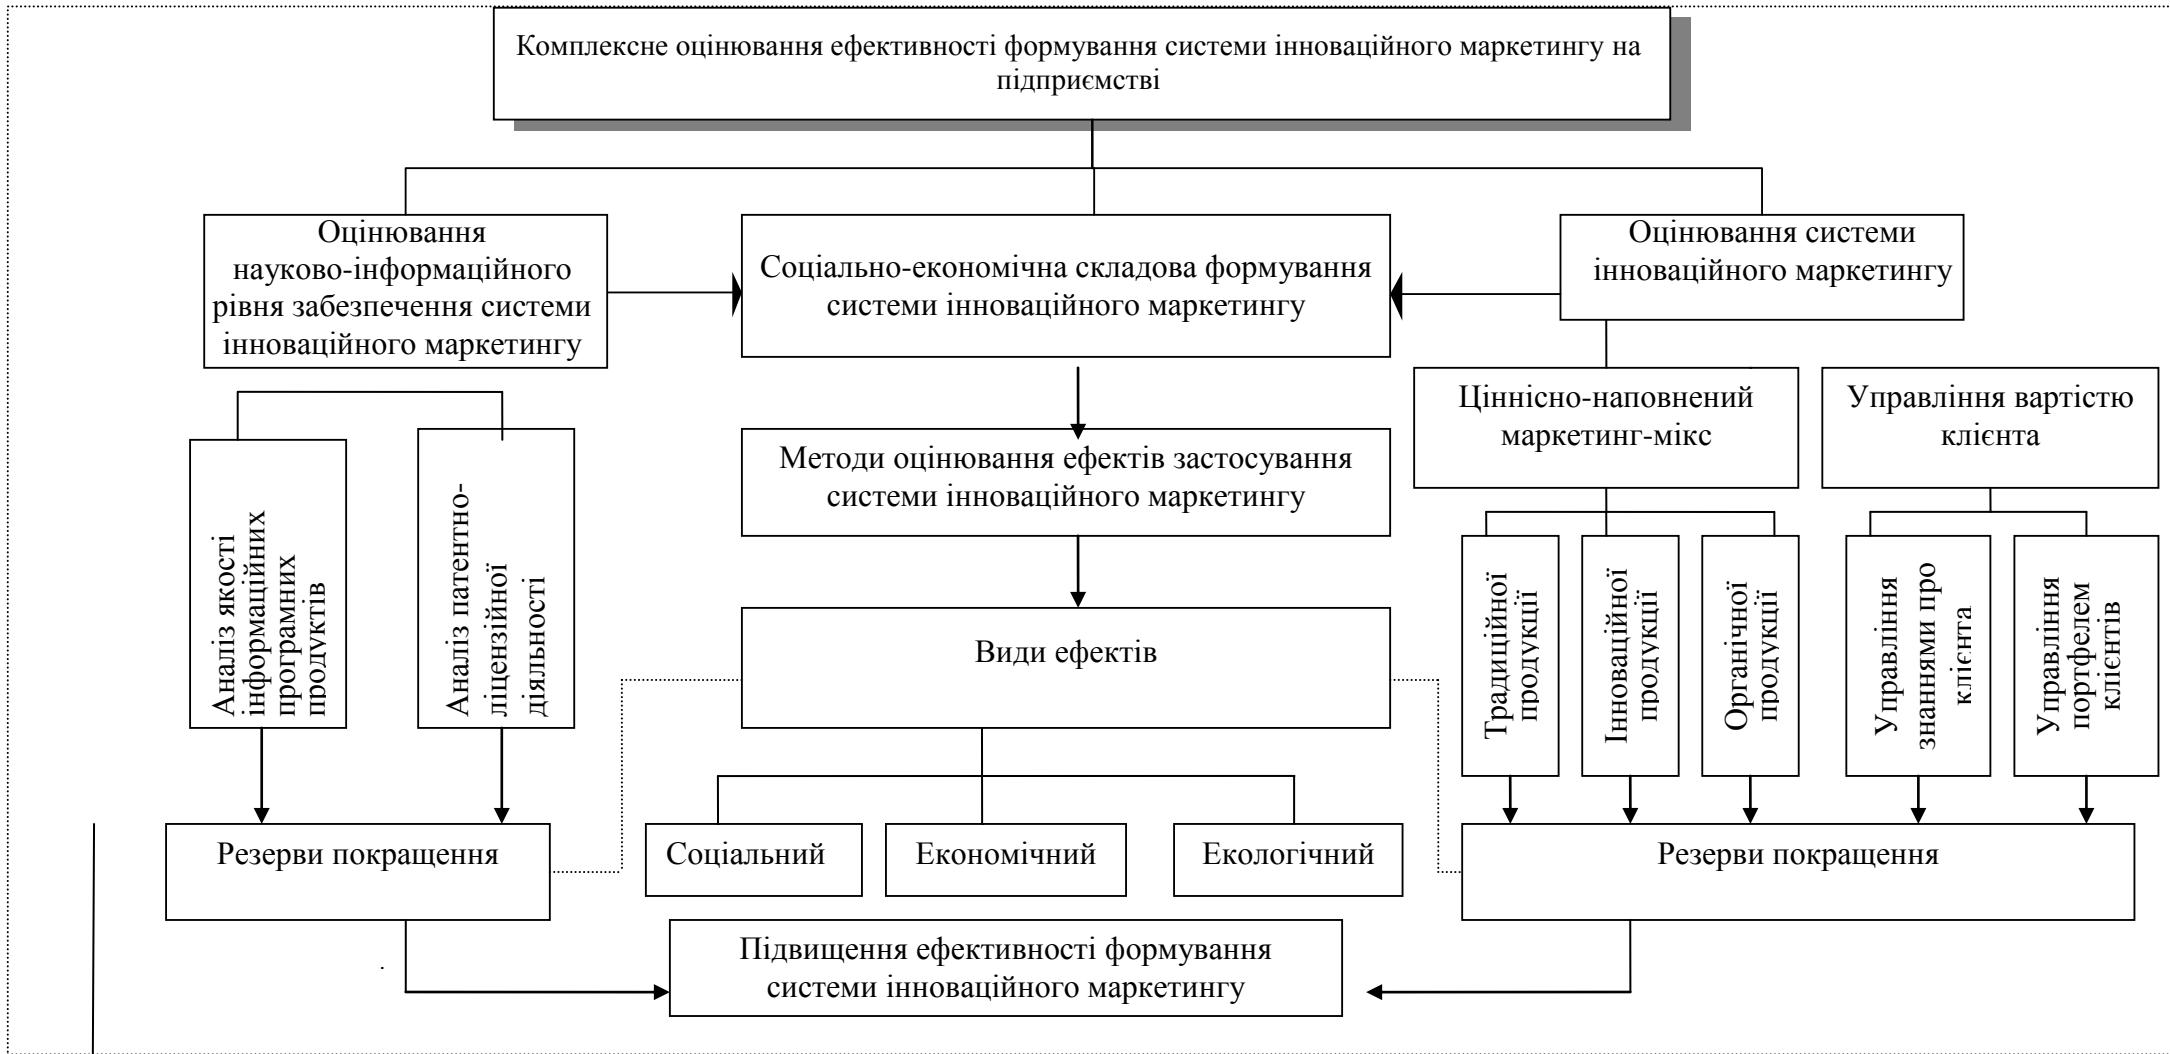 Комплексне оцінювання ефективності формування системи інноваційного маркетингу на
підприємстві
Оцінювання
науково-інформаційного
рівня забезпечення системи
інноваційного маркетингу
Соціально-економічна складова формування
системи інноваційного маркетингу
Оцінювання системи
інноваційного маркетингу
Ціннісно-наповнений
маркетинг-мікс
Управління вартістю
клієнта
Методи оцінювання ефектів застосування
системи інноваційного маркетингу
Аналіз якості
інформаційних
програмних
продуктів
Аналіз патентно-
ліцензійної
діяльності
Традиційної
продукції
Інноваційної
продукції
Органічної
продукції
Управління
знаннями про
клієнта
Управління
портфелем
клієнтів
Види ефектів
Резерви покращення
Соціальний
Економічний
Екологічний
Резерви покращення
Підвищення ефективності формування
системи інноваційного маркетингу
.